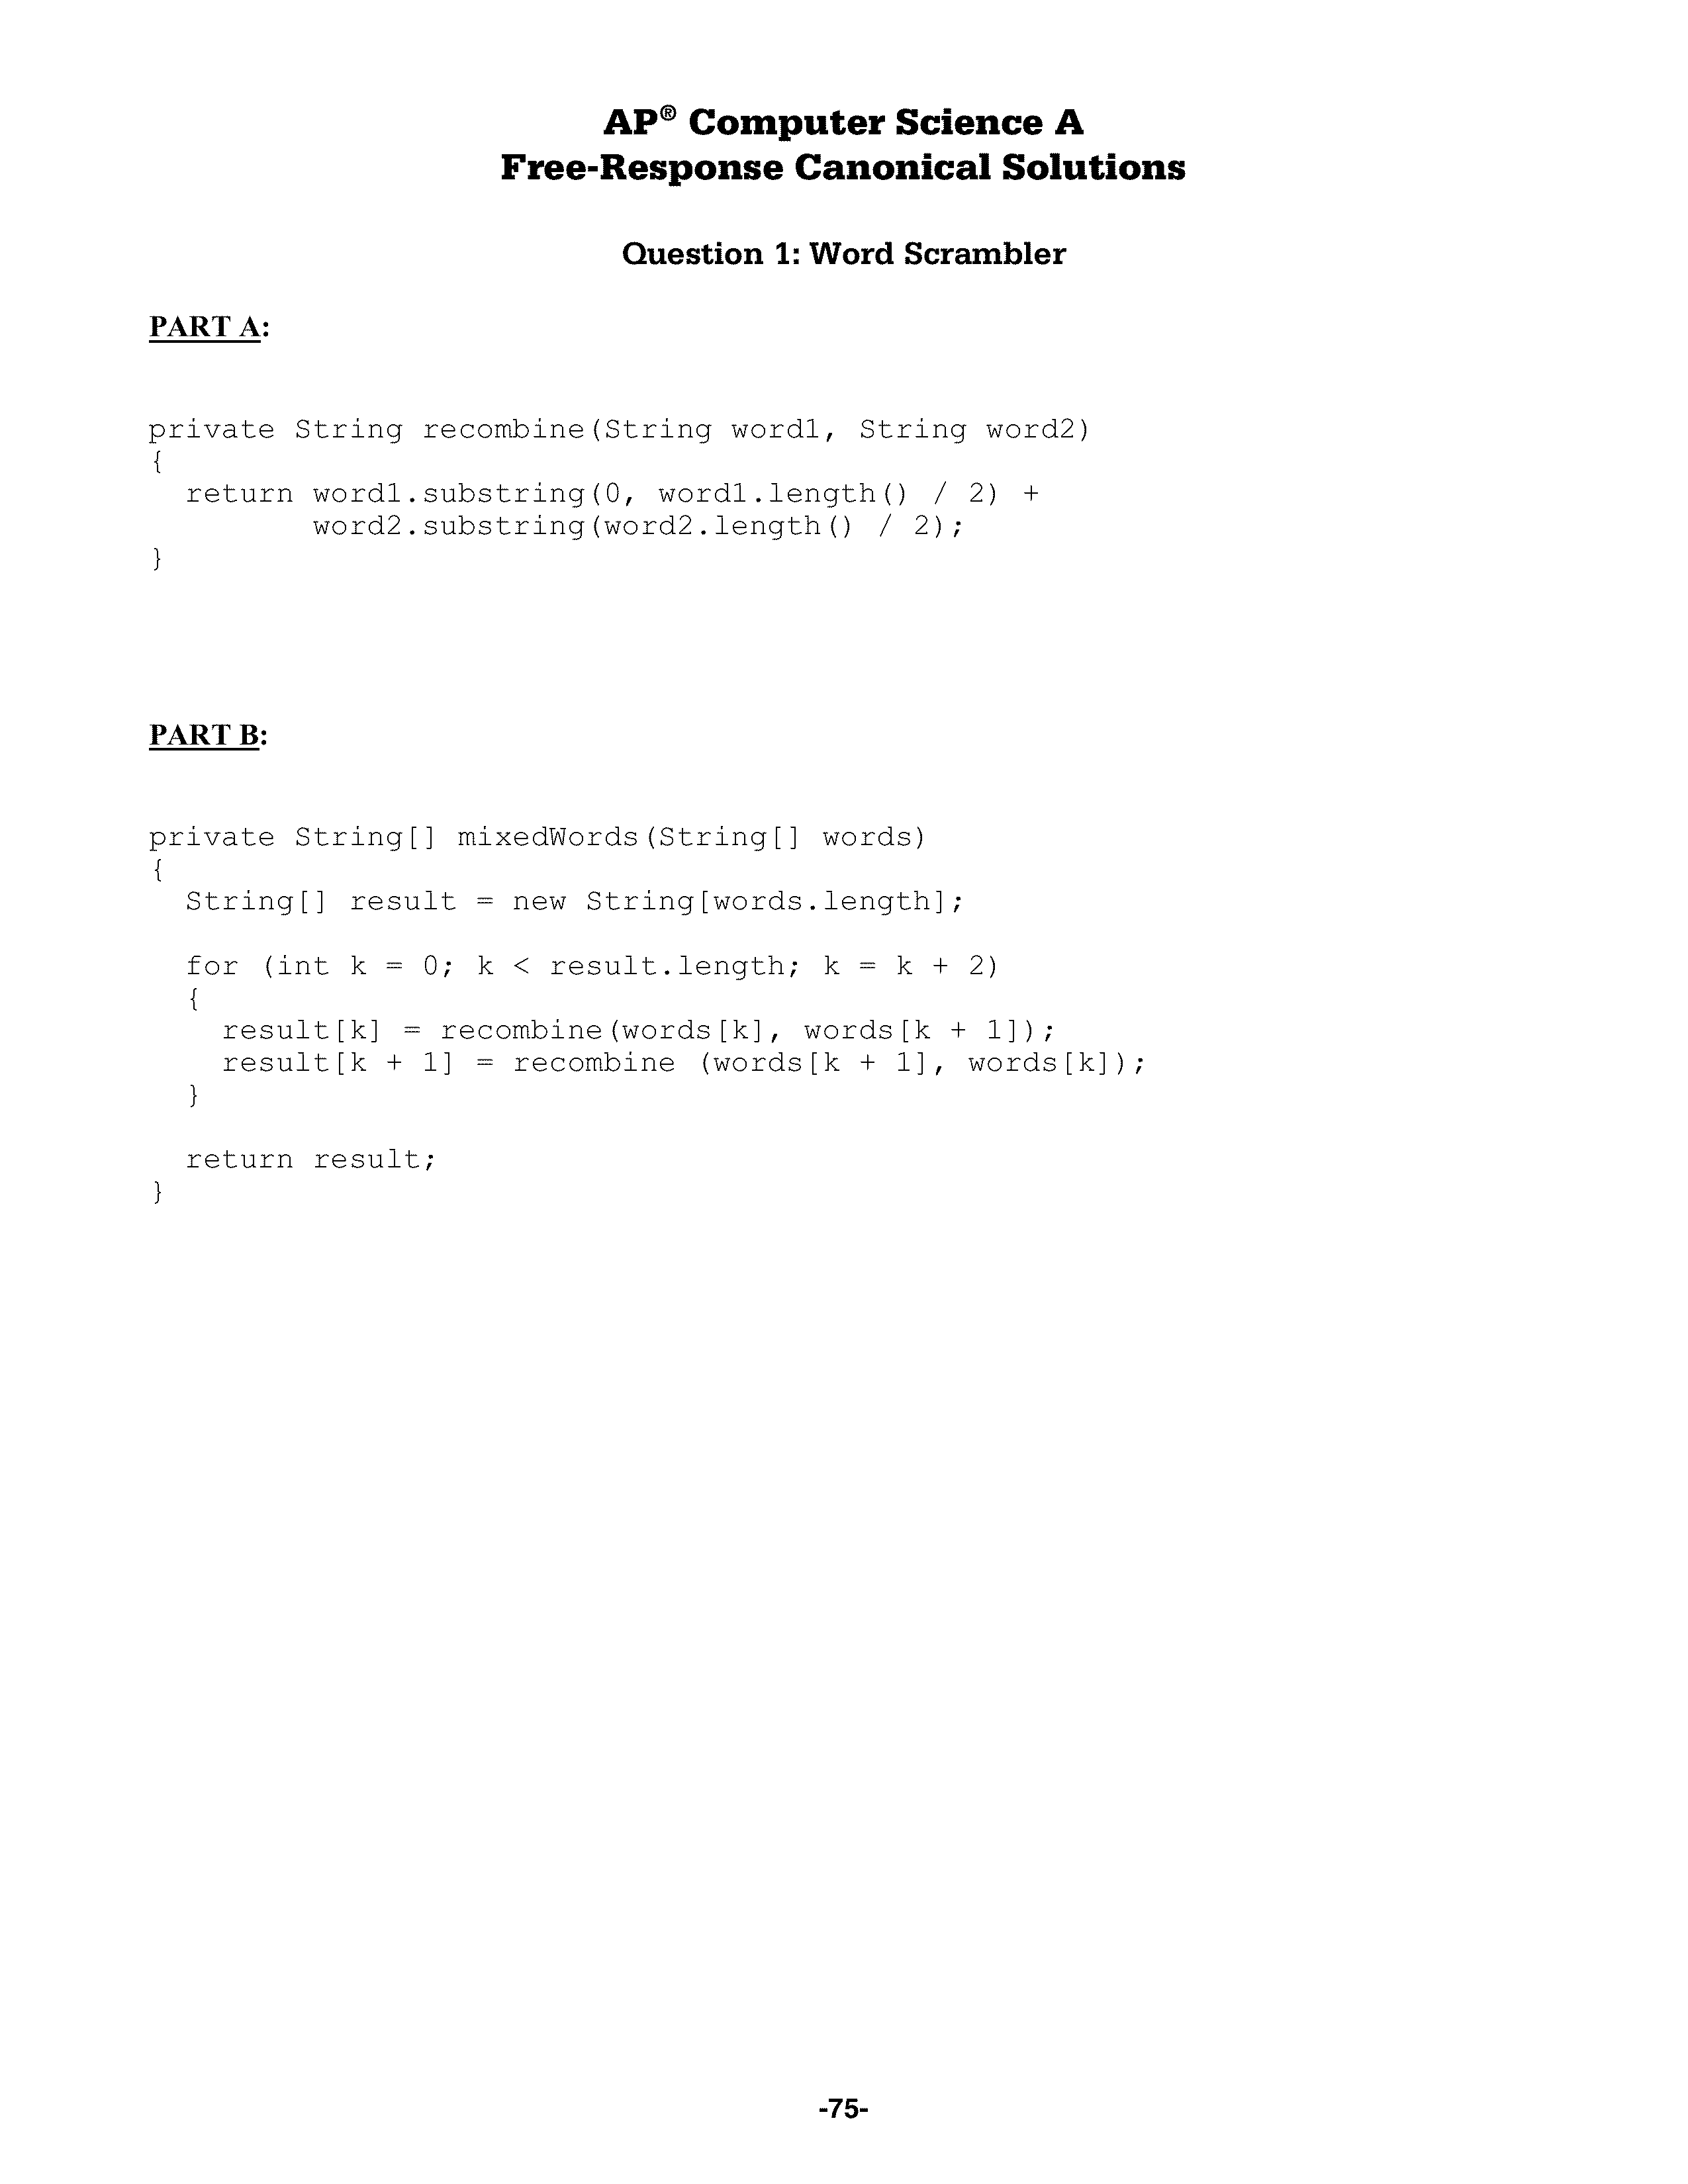 AP® Computer Science A
Free-Response Canonical Solutions
Question 1: Word Scrambler
PART A:
private String recombine(String word1, String word2)
{
  return word1.substring(0, word1.length() / 2) +
         word2.substring(word2.length() / 2);
}
PART B:
private String[] mixedWords(String[] words)
{
  String[] result = new String[words.length];
  for (int k = 0; k < result.length; k = k + 2)
  {
    result[k] = recombine(words[k], words[k + 1]);
    result[k + 1] = recombine (words[k + 1], words[k]);
  }
  return result;
}
-75-